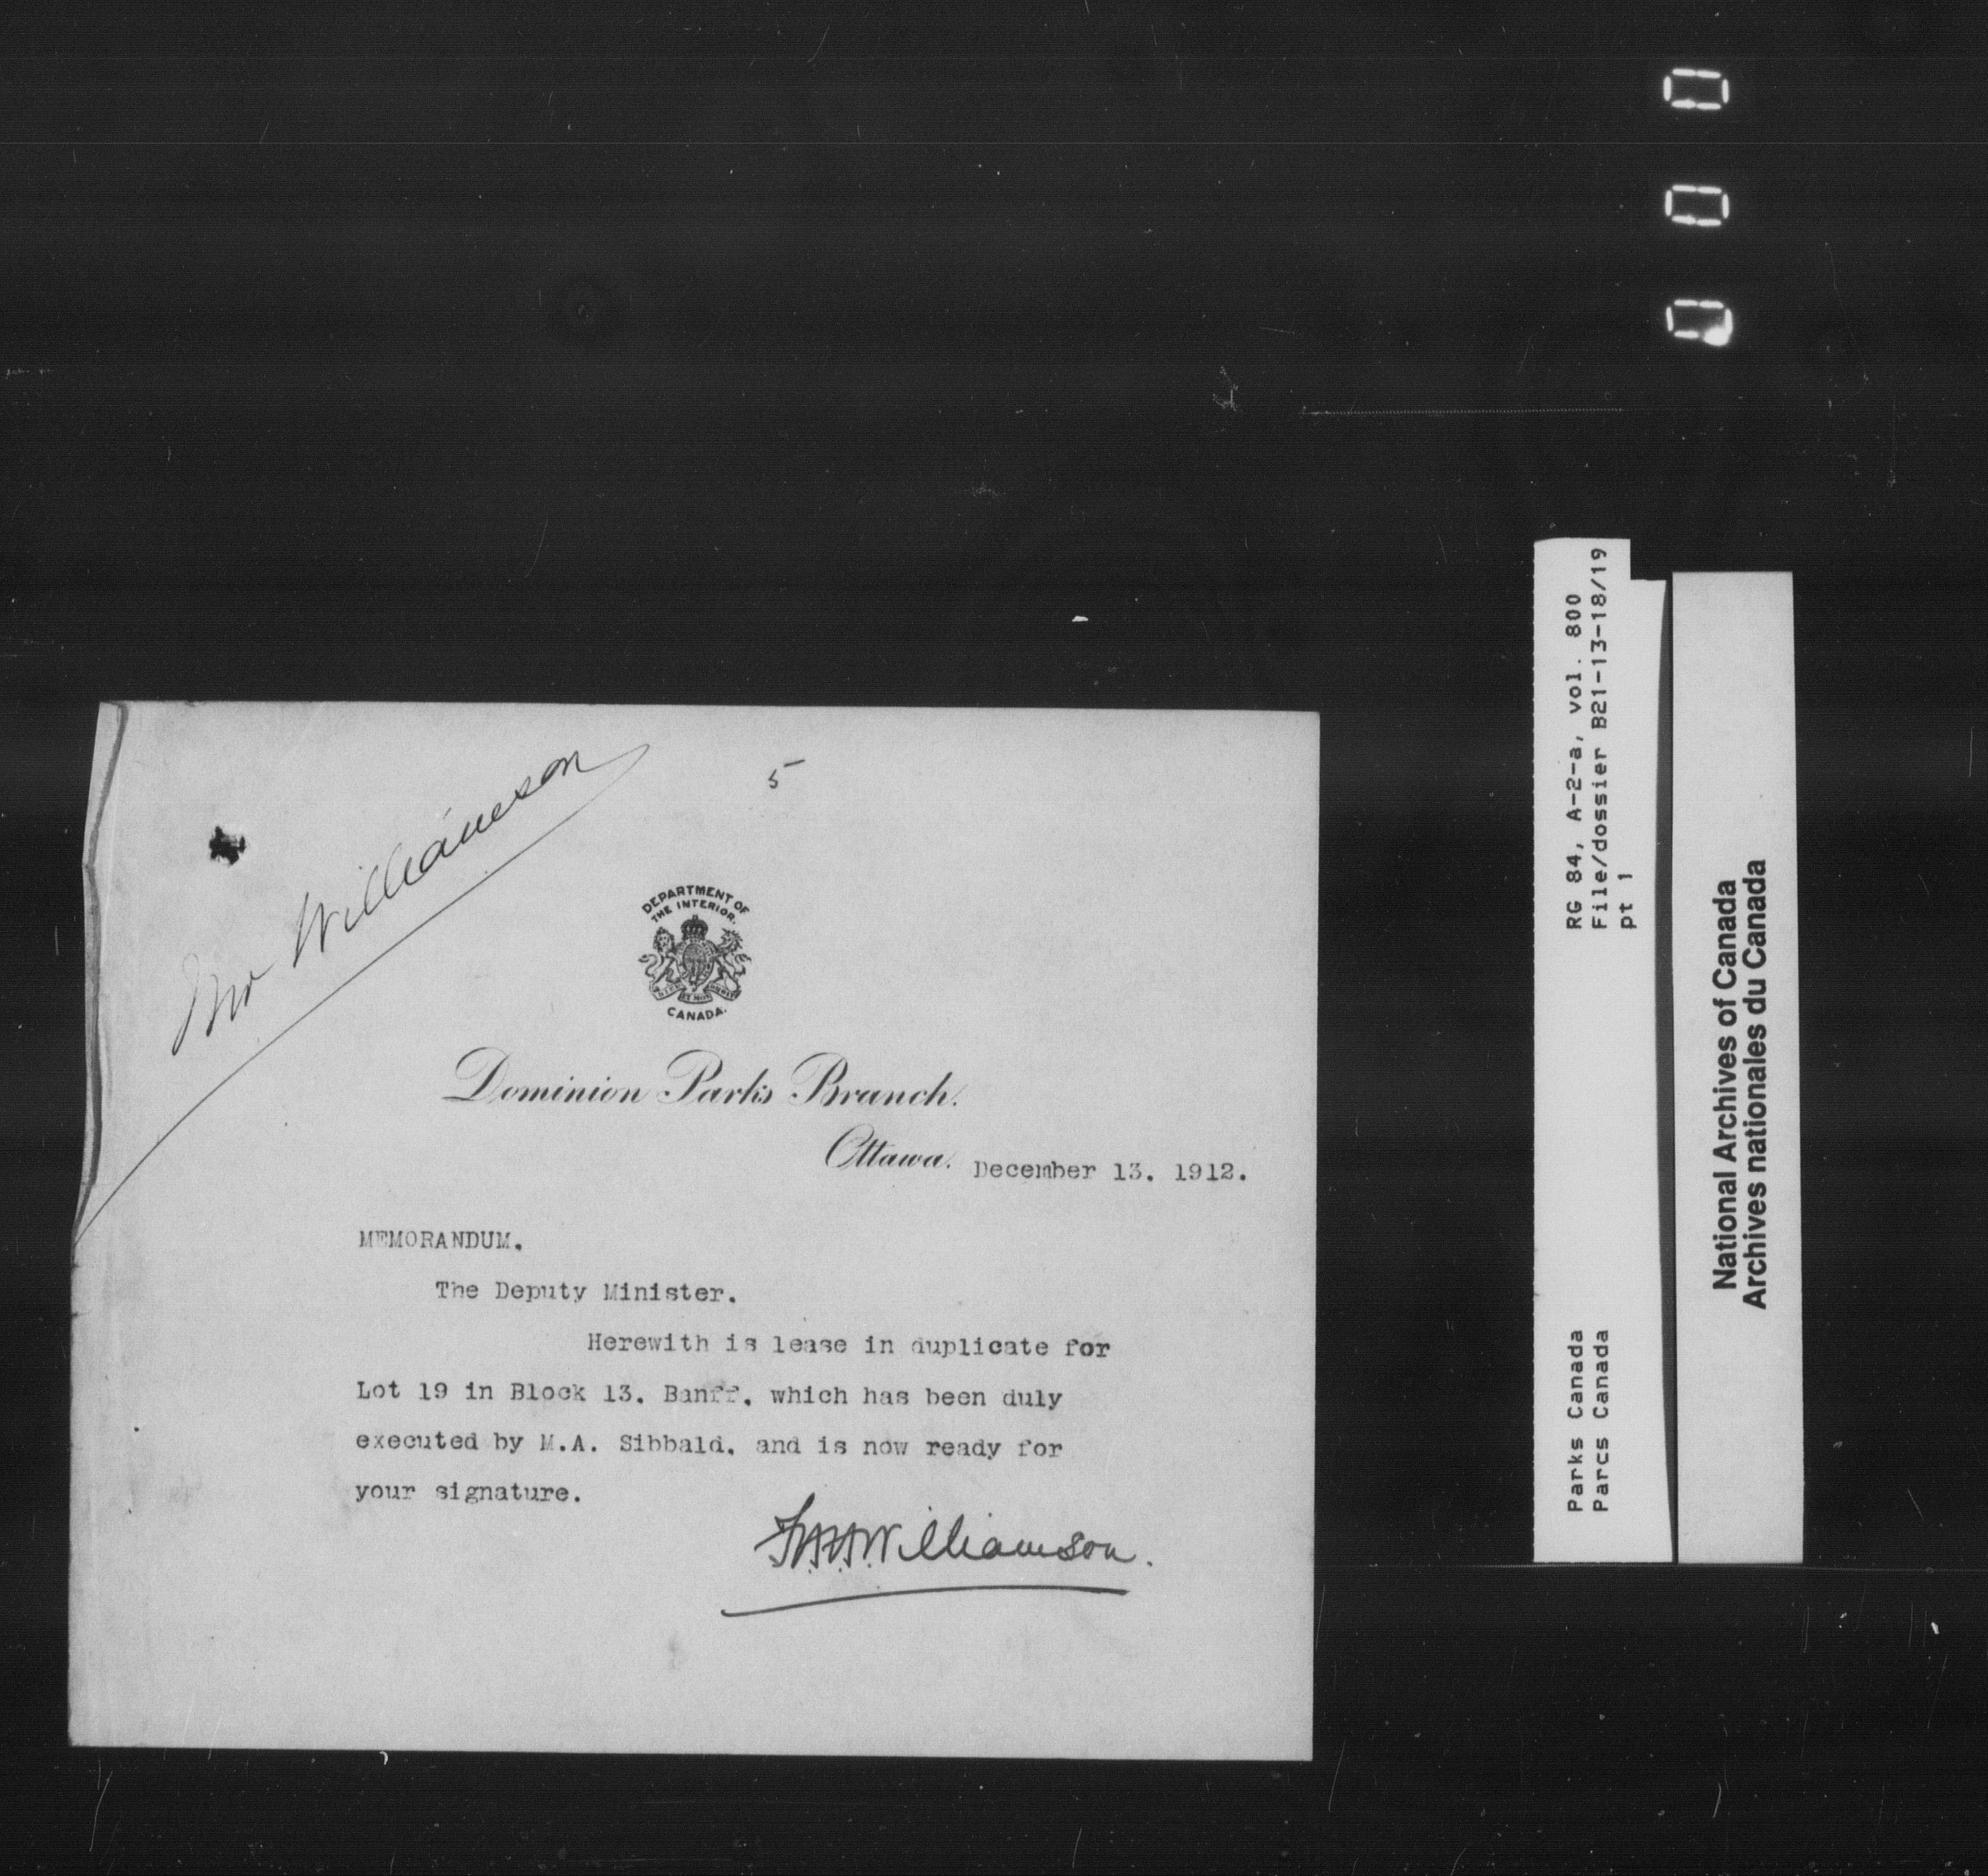 Mr Williamson
5
DEPARTMENT OF
THE INTERIOR.
CANADA.
Dominion Parks Branch.
Ottawa. December 13. 1912.
MEMORANDUM.
The Deputy Minister.
Herewith is lease in duplicate for
Lot 19 in Block 13. Banff. which has been duly
executed by M.A. Sibbald. and is now ready for
your signature.
F.H.H.Williamson.
RG 84, A-2-a, vol. 800
File/dossier B21-13-18/19
pt 1
Parks Canada
Parcs Canada
National Archives of Canada
Archives nationales du Canada